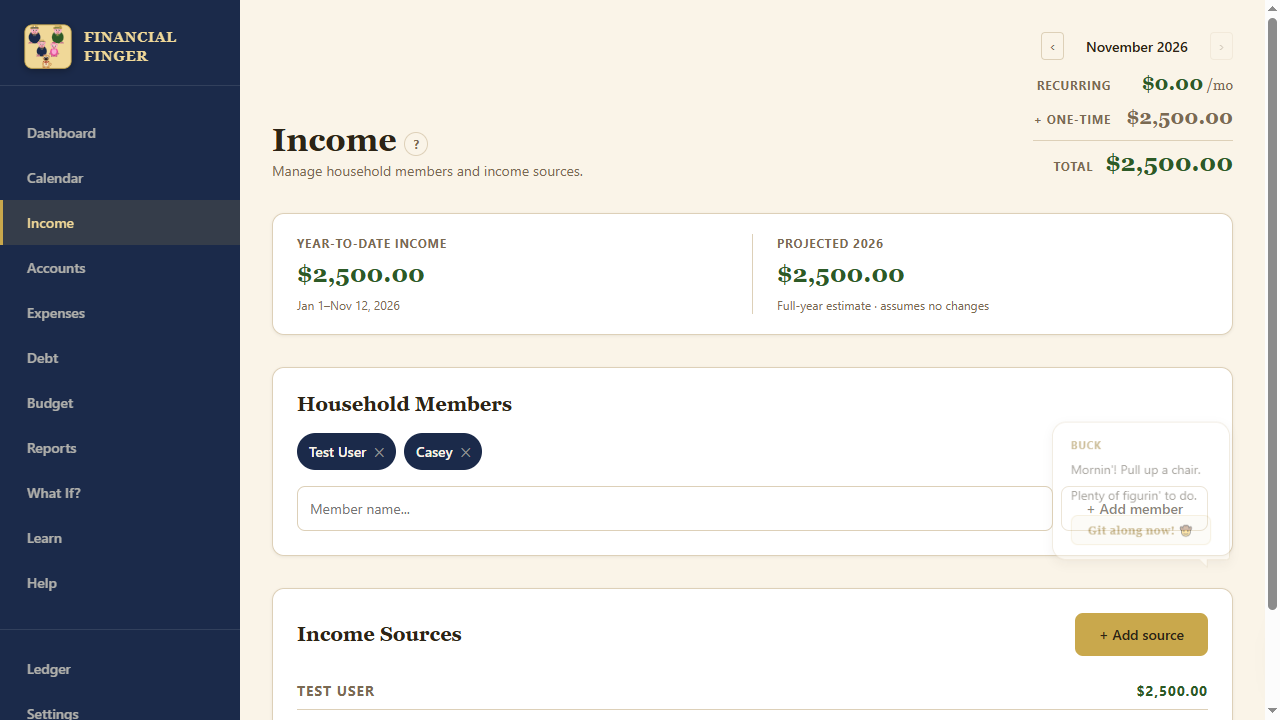 FINANCIAL
FINGER
Dashboard
Calendar
Income
Accounts
Expenses
Debt
Budget
Reports
What If?
Learn
Help
Ledger
Settings
‹ November 2026 ›
RECURRING $0.00 /mo
+ ONE-TIME $2,500.00
TOTAL $2,500.00
Income ?
Manage household members and income sources.
YEAR-TO-DATE INCOME
$2,500.00
Jan 1–Nov 12, 2026
PROJECTED 2026
$2,500.00
Full-year estimate · assumes no changes
Household Members
Test User ×
Casey ×
Member name...
+ Add member
BUCK
Mornin'! Pull up a chair.
Plenty of figurin' to do.
Git along now! 🤠
Income Sources
+ Add source
TEST USER $2,500.00